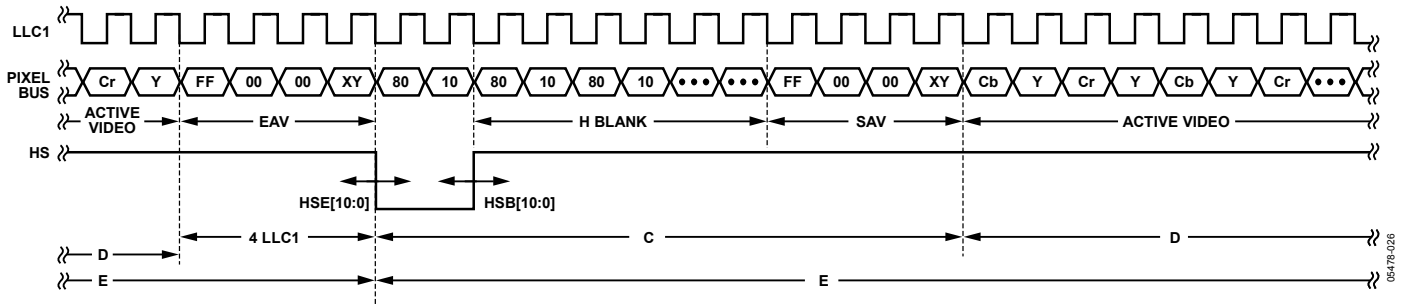 LLC1
PIXEL BUS Cr Y FF 00 00 XY 80 10 80 10 80 10 ••• ••• FF 00 00 XY Cb Y Cr Y Cb Y Cr •••
ACTIVE VIDEO EAV H BLANK SAV ACTIVE VIDEO
HS
HSE[10:0] HSB[10:0]
4 LLC1 C D
D
E E
05478-026